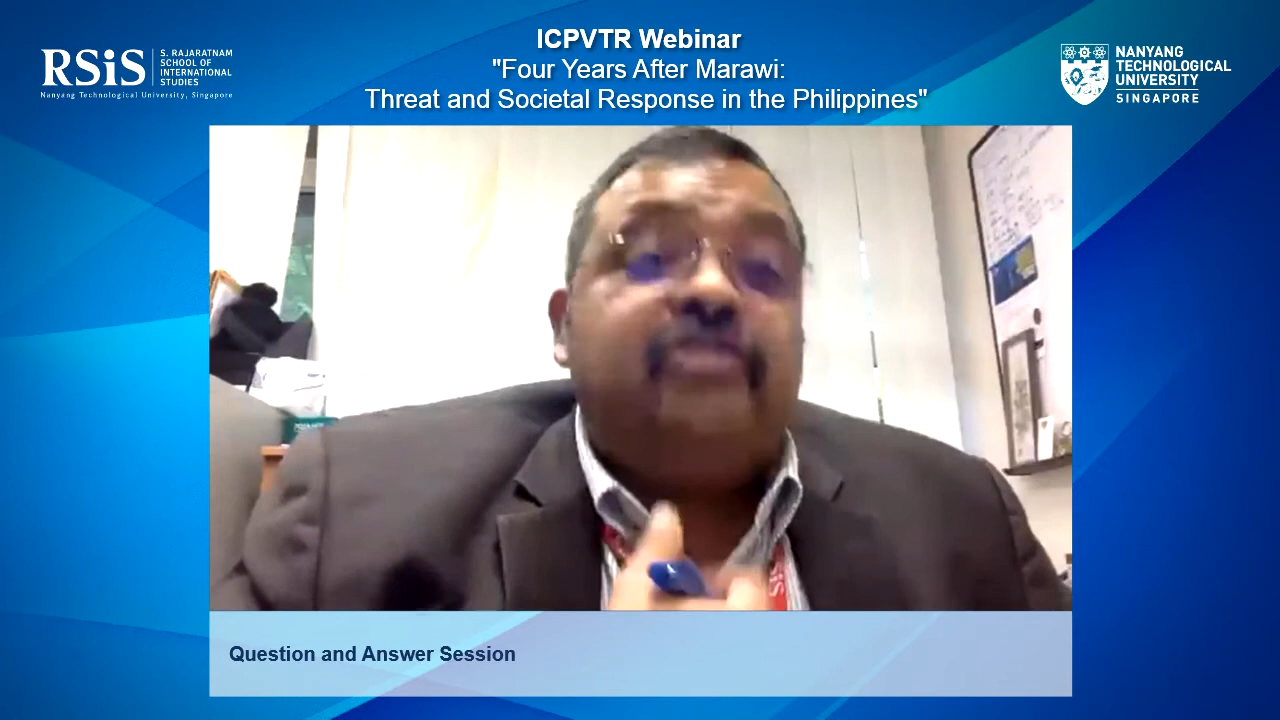 RSiS
S. RAJARATNAM
SCHOOL OF
INTERNATIONAL
STUDIES
Nanyang Technological University, Singapore
ICPVTR Webinar
"Four Years After Marawi:
Threat and Societal Response in the Philippines"
NANYANG
TECHNOLOGICAL
UNIVERSITY
SINGAPORE
Question and Answer Session